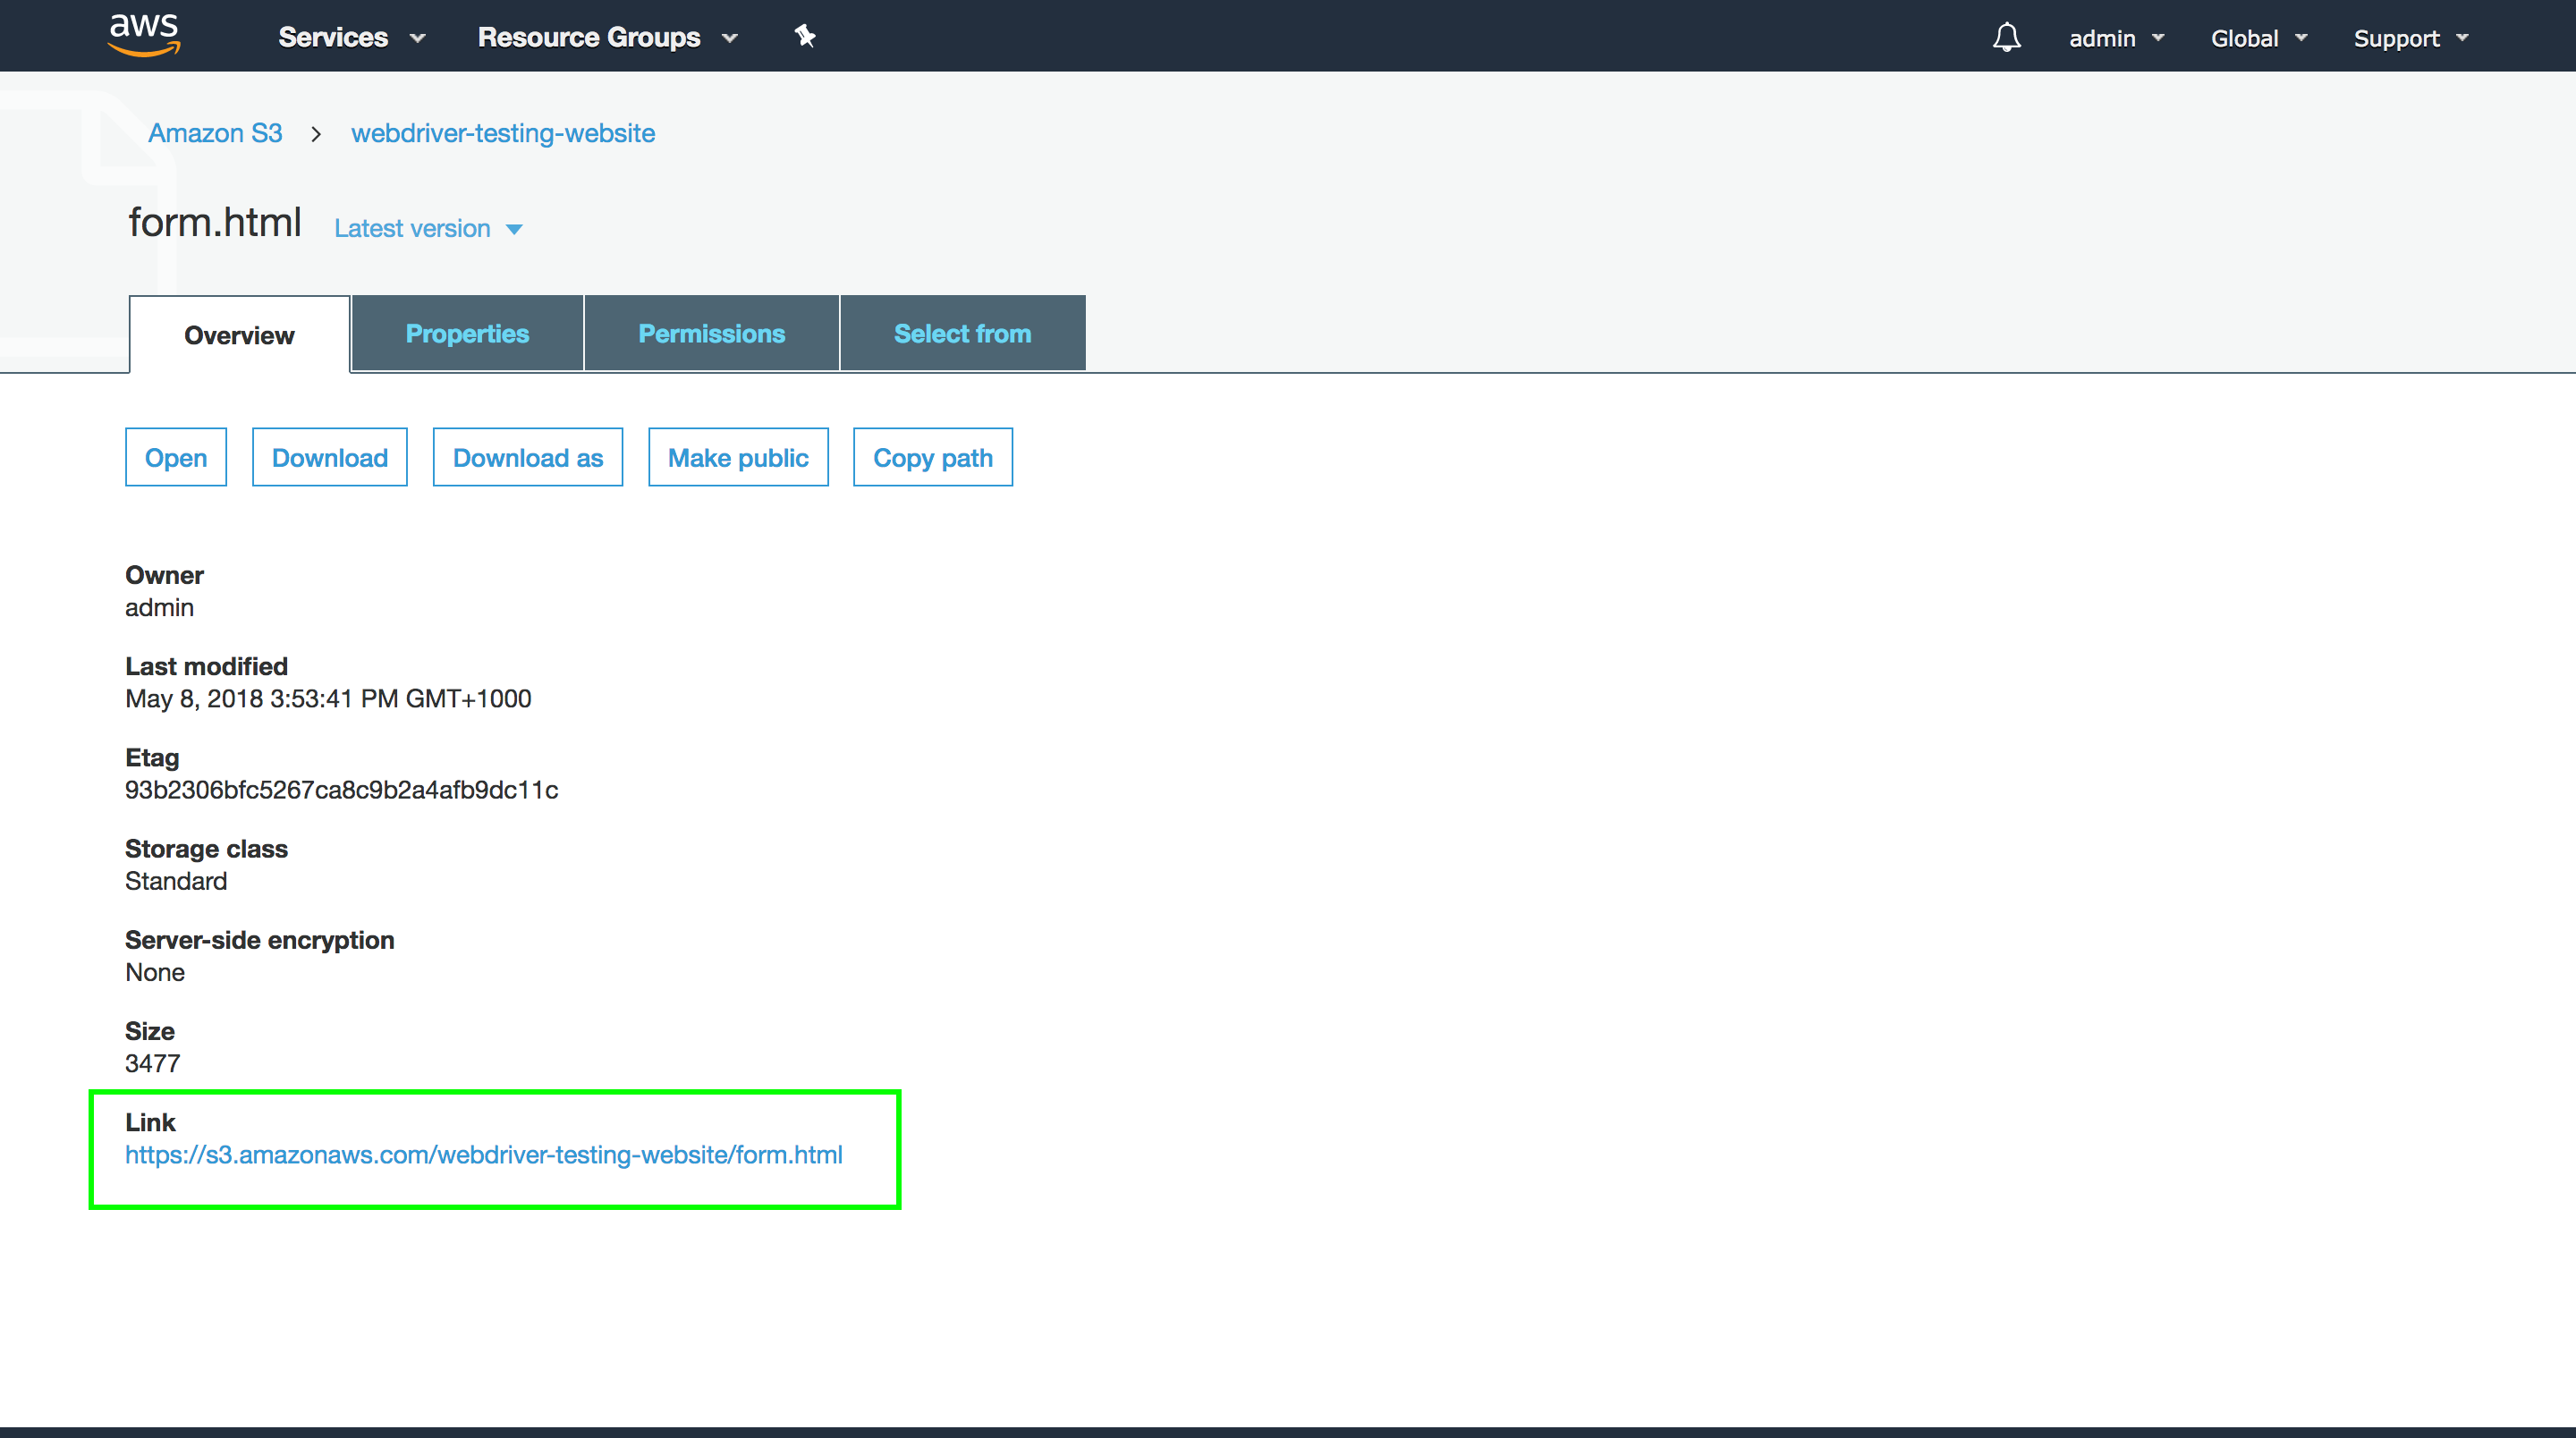 aws Services Resource Groups admin Global Support
Amazon S3 > webdriver-testing-website
form.html Latest version
Overview Properties Permissions Select from
Open Download Download as Make public Copy path
Owner
admin
Last modified
May 8, 2018 3:53:41 PM GMT+1000
Etag
93b2306bfc5267ca8c9b2a4afb9dc11c
Storage class
Standard
Server-side encryption
None
Size
3477
Link
https://s3.amazonaws.com/webdriver-testing-website/form.html